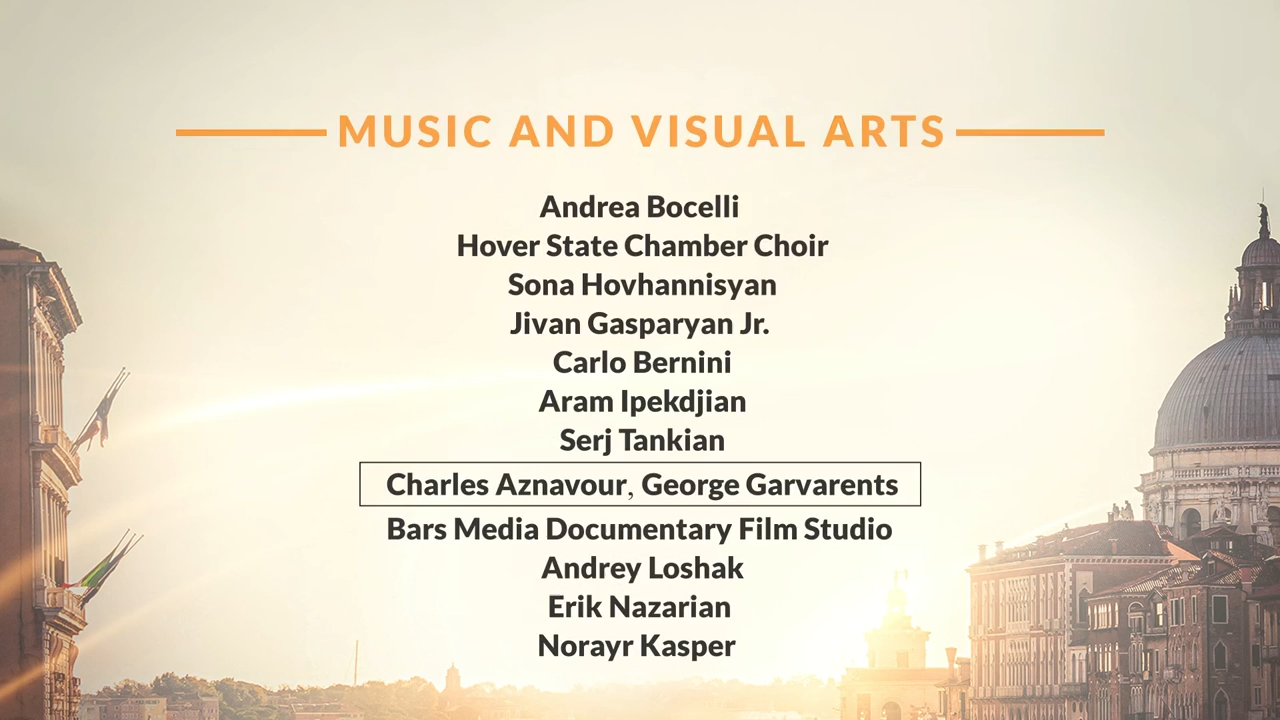 MUSIC AND VISUAL ARTS
Andrea Bocelli
Hover State Chamber Choir
Sona Hovhannisyan
Jivan Gasparyan Jr.
Carlo Bernini
Aram Ipekdjian
Serj Tankian
Charles Aznavour, George Garvarents
Bars Media Documentary Film Studio
Andrey Loshak
Erik Nazarian
Norayr Kasper